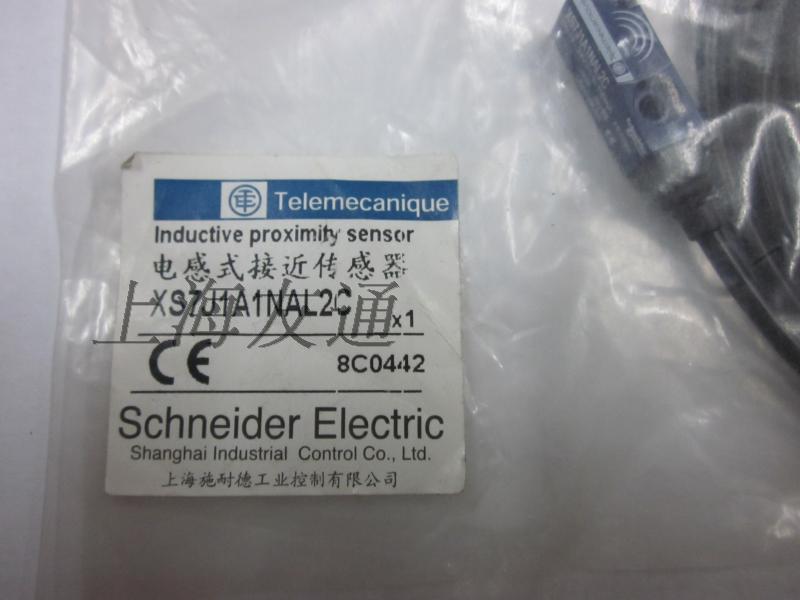 Telemecanique
Inductive proximity sensor
电感式接近传感器
XS7J1A1NAL2C
x1
上海友通
CE
8C0442
Schneider Electric
Shanghai Industrial Control Co., Ltd.
上海施耐德工业控制有限公司
XS7J1A1NAL2C